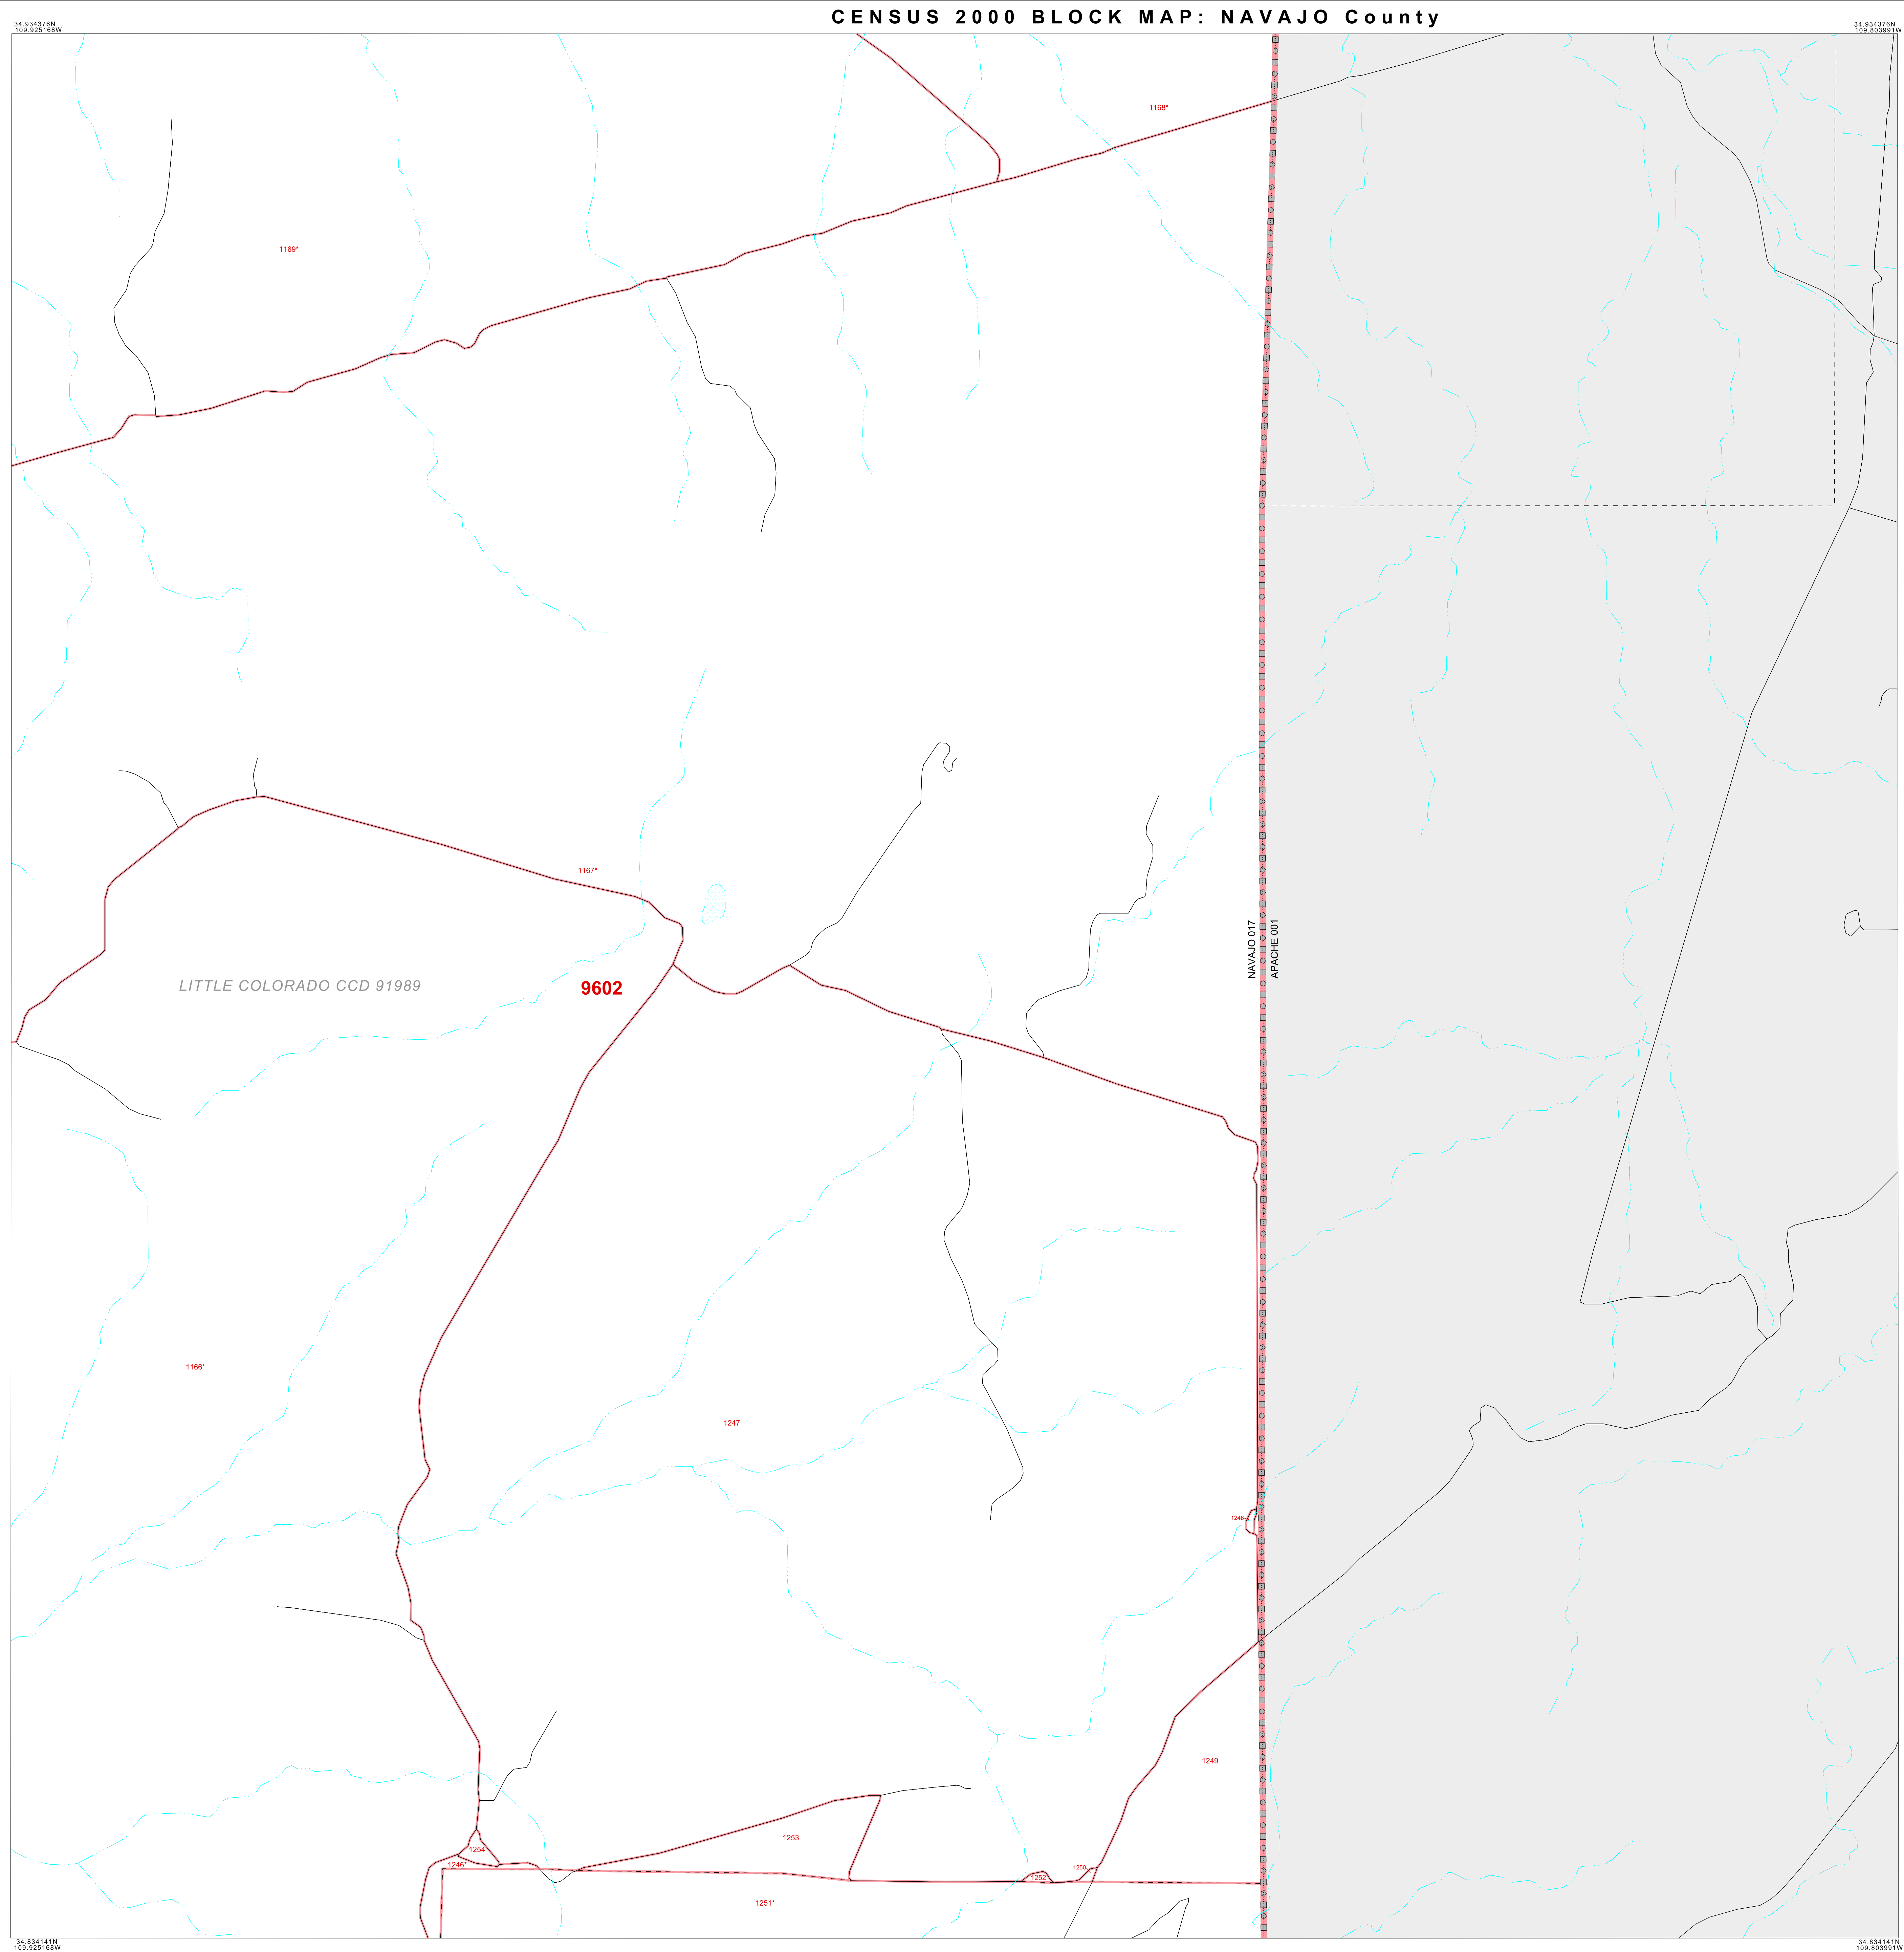 CENSUS 2000 BLOCK MAP: NAVAJO County
34.934376N
109.925168W
34.934376N
109.803991W
1168*
1169*
1167*
NAVAJO 017
APACHE 001
LITTLE COLORADO CCD 91989
9602
1166*
1247
1248
1249
1253
1254
1246*
1250
1252
1251*
34.834141N
109.925168W
34.834141N
109.803991W